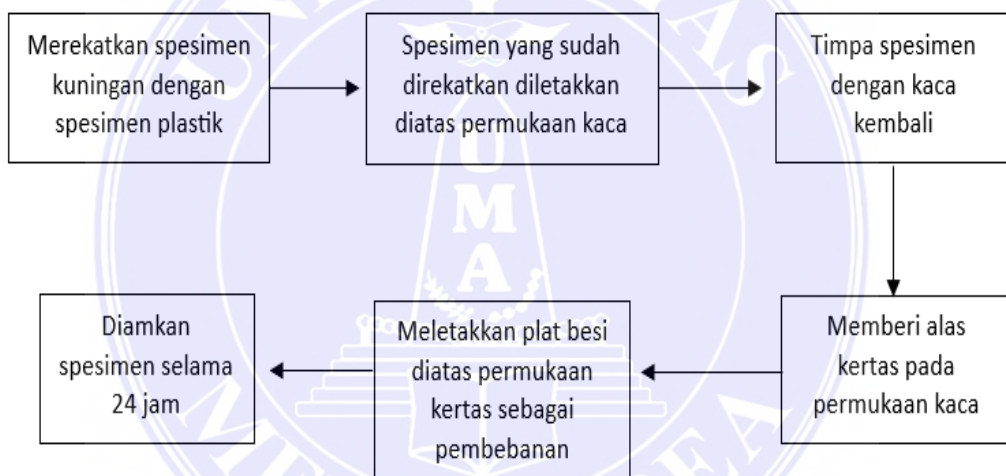 Merekatkan spesimen
kuningan dengan
spesimen plastik
Spesimen yang sudah
direkatkan diletakkan
diatas permukaan kaca
Timpa spesimen
dengan kaca
kembali
Memberi alas
kertas pada
permukaan kaca
Meletakkan plat besi
diatas permukaan
kertas sebagai
pembebanan
Diamkan
spesimen selama
24 jam
UMA